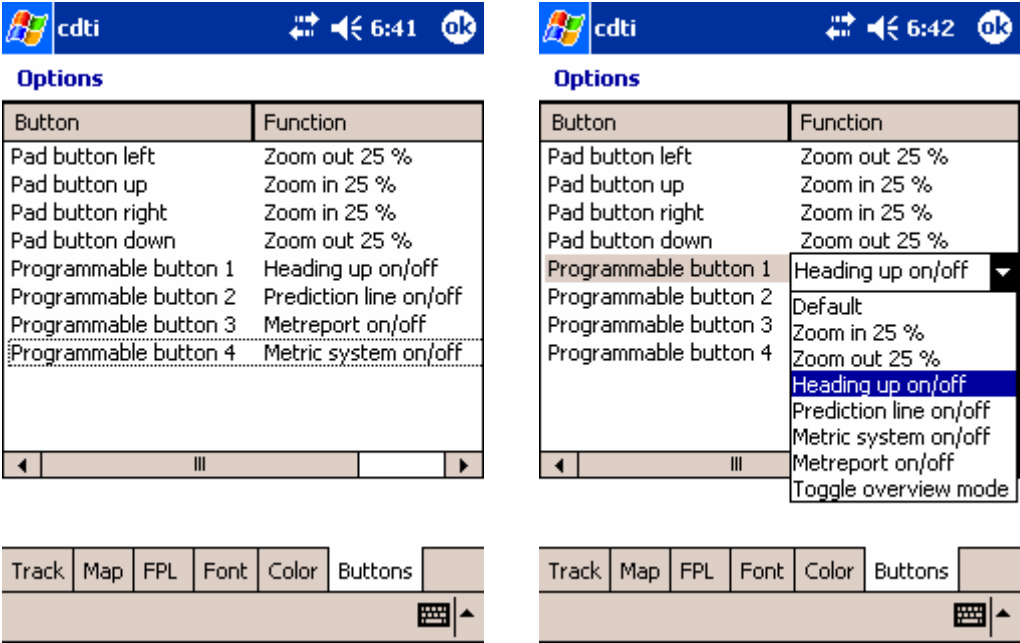 cdti 6:41 ok
Options
Button Function
Pad button left Zoom out 25 %
Pad button up Zoom in 25 %
Pad button right Zoom in 25 %
Pad button down Zoom out 25 %
Programmable button 1 Heading up on/off
Programmable button 2 Prediction line on/off
Programmable button 3 Metreport on/off
Programmable button 4 Metric system on/off
Track Map FPL Font Color Buttons
cdti 6:42 ok
Options
Button Function
Pad button left Zoom out 25 %
Pad button up Zoom in 25 %
Pad button right Zoom in 25 %
Pad button down Zoom out 25 %
Programmable button 1 Heading up on/off
Programmable button 2
Programmable button 3
Programmable button 4
Default
Zoom in 25 %
Zoom out 25 %
Heading up on/off
Prediction line on/off
Metric system on/off
Metreport on/off
Toggle overview mode
Track Map FPL Font Color Buttons